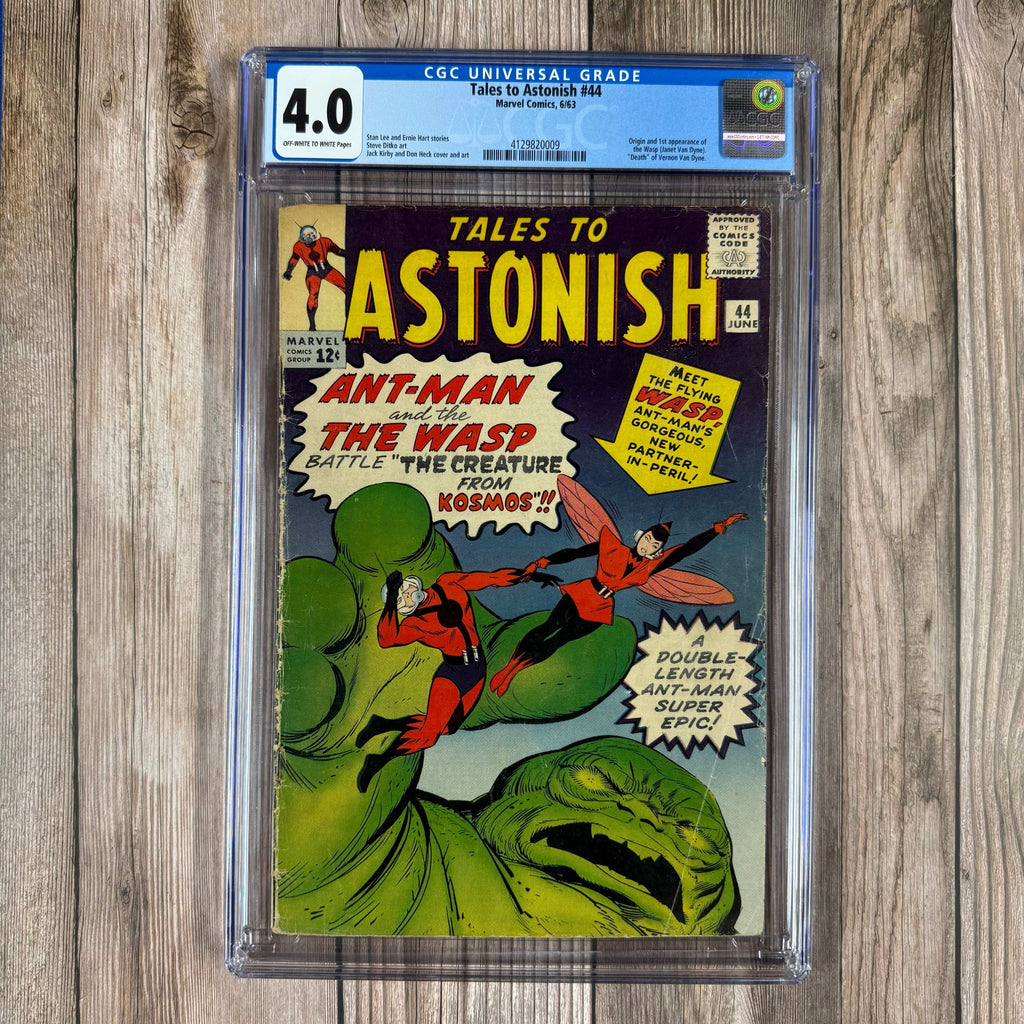 CGC UNIVERSAL GRADE
4.0
OFF-WHITE TO WHITE Pages
Tales to Astonish #44
Marvel Comics, 6/63
Stan Lee and Ernie Hart stories
Steve Ditko art
Jack Kirby and Don Heck cover and art
4129820009
Origin and 1st appearance of
the Wasp (Janet Van Dyne).
"Death" of Vernon Van Dyne.
CGC
TALES TO
ASTONISH
APPROVED
BY THE
COMICS
CODE
CA
AUTHORITY
44
JUNE
MARVEL
COMICS
GROUP
12¢
ANT-MAN
and the
THE WASP
BATTLE "THE CREATURE
FROM
KOSMOS"!!
MEET
THE FLYING
WASP,
ANT-MAN'S
GORGEOUS,
NEW
PARTNER-
IN-PERIL!
A
DOUBLE-
LENGTH
ANT-MAN
SUPER
EPIC!